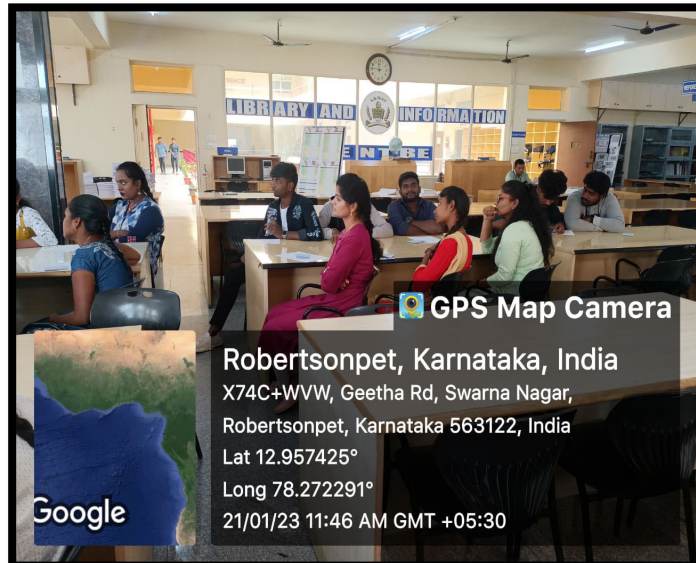 LIBRARY AND INFORMATION
ENTRE
GPS Map Camera
Robertsonpet, Karnataka, India
X74C+WVW, Geetha Rd, Swarna Nagar,
Robertsonpet, Karnataka 563122, India
Lat 12.957425°
Long 78.272291°
21/01/23 11:46 AM GMT +05:30
Google